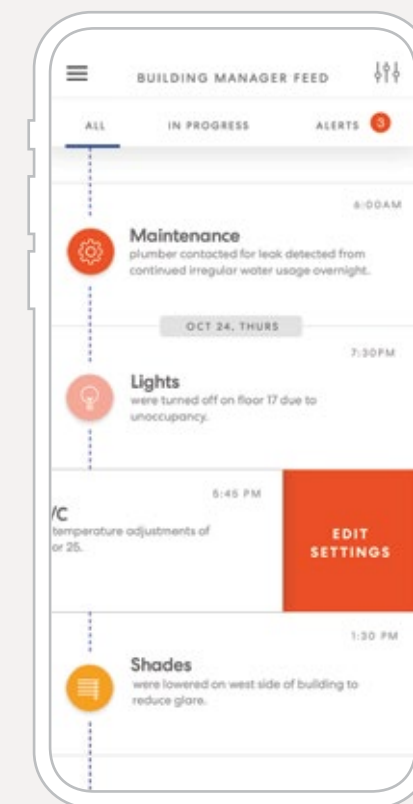 BUILDING MANAGER FEED
ALL IN PROGRESS ALERTS 3
6:00AM
Maintenance
plumber contacted for leak detected from
continued irregular water usage overnight.
OCT 24, THURS
7:30PM
Lights
were turned off on floor 17 due to
unoccupancy.
5:45 PM
/C
temperature adjustments of
or 25.
EDIT
SETTINGS
1:30 PM
Shades
were lowered on west side of building to
reduce glare.